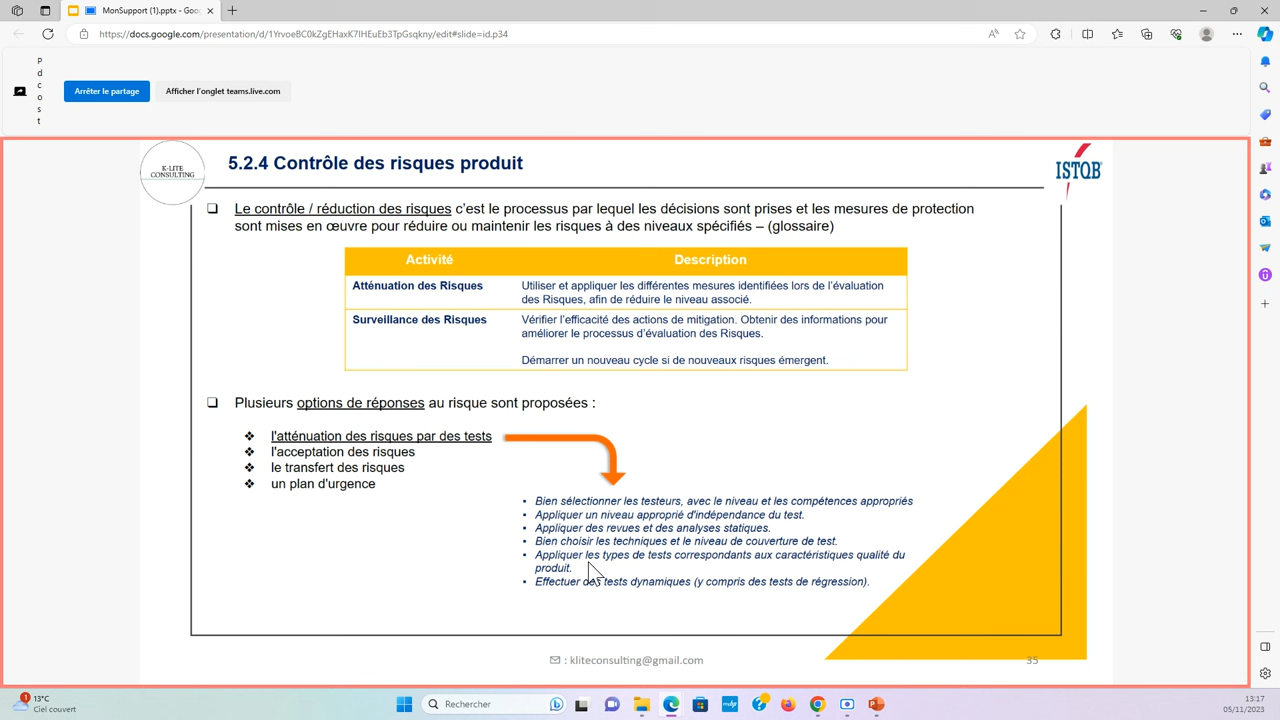 MonSupport (1).pptx - Goo
https://docs.google.com/presentation/d/1YrvoeBC0kZgEHaxK7IHEuEb3TpGsqkny/edit#slide=id.p34
P
d
c
o
s
t
Arrêter le partage
Afficher l'onglet teams.live.com
K-LITE
CONSULTING
5.2.4 Contrôle des risques produit
ISTQB®
Le contrôle / réduction des risques c'est le processus par lequel les décisions sont prises et les mesures de protection
sont mises en œuvre pour réduire ou maintenir les risques à des niveaux spécifiés – (glossaire)
Activité Description
Atténuation des Risques Utiliser et appliquer les différentes mesures identifiées lors de l'évaluation
des Risques, afin de réduire le niveau associé.
Surveillance des Risques Vérifier l'efficacité des actions de mitigation. Obtenir des informations pour
améliorer le processus d'évaluation des Risques.
Démarrer un nouveau cycle si de nouveaux risques émergent.
Plusieurs options de réponses au risque sont proposées :
l'atténuation des risques par des tests
l'acceptation des risques
le transfert des risques
un plan d'urgence
Bien sélectionner les testeurs, avec le niveau et les compétences appropriés
Appliquer un niveau approprié d'indépendance du test.
Appliquer des revues et des analyses statiques.
Bien choisir les techniques et le niveau de couverture de test.
Appliquer les types de tests correspondants aux caractéristiques qualité du
produit.
Effectuer des tests dynamiques (y compris des tests de régression).
: kliteconsulting@gmail.com
35
1
13°C
Ciel couvert
Rechercher
13:17
05/11/2023